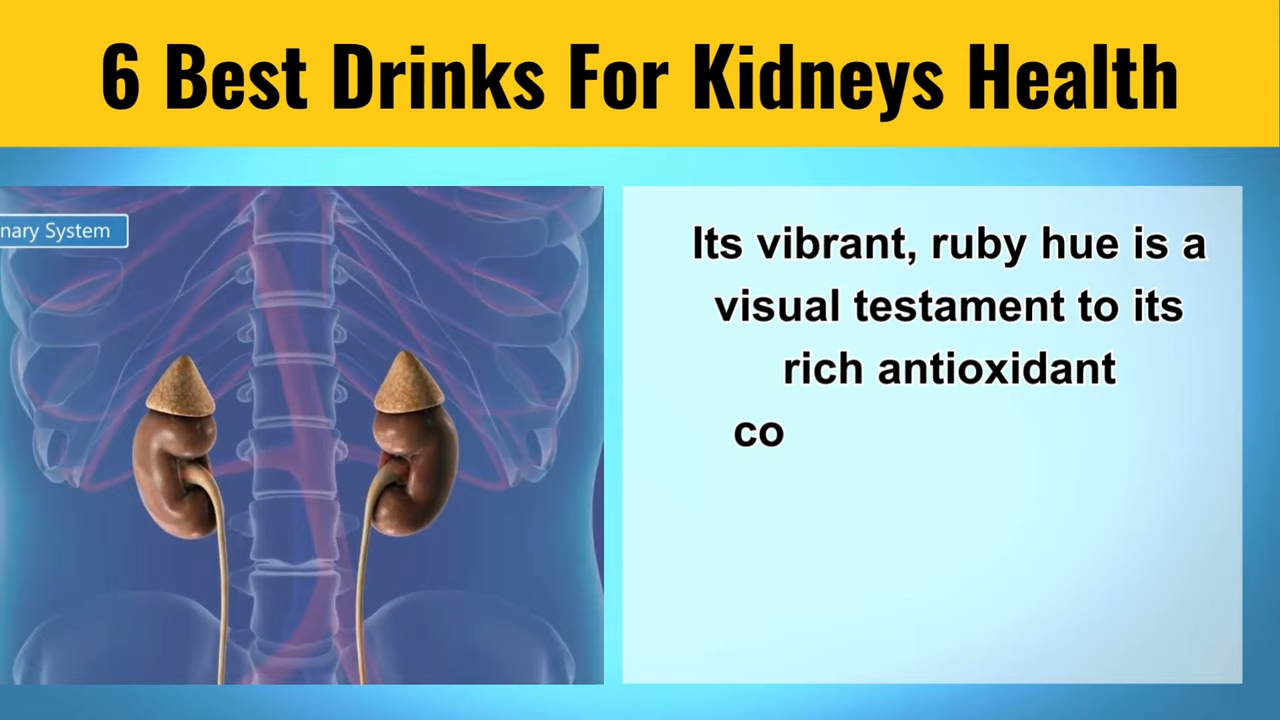 6 Best Drinks For Kidneys Health
nary System
Its vibrant, ruby hue is a
visual testament to its
rich antioxidant
co